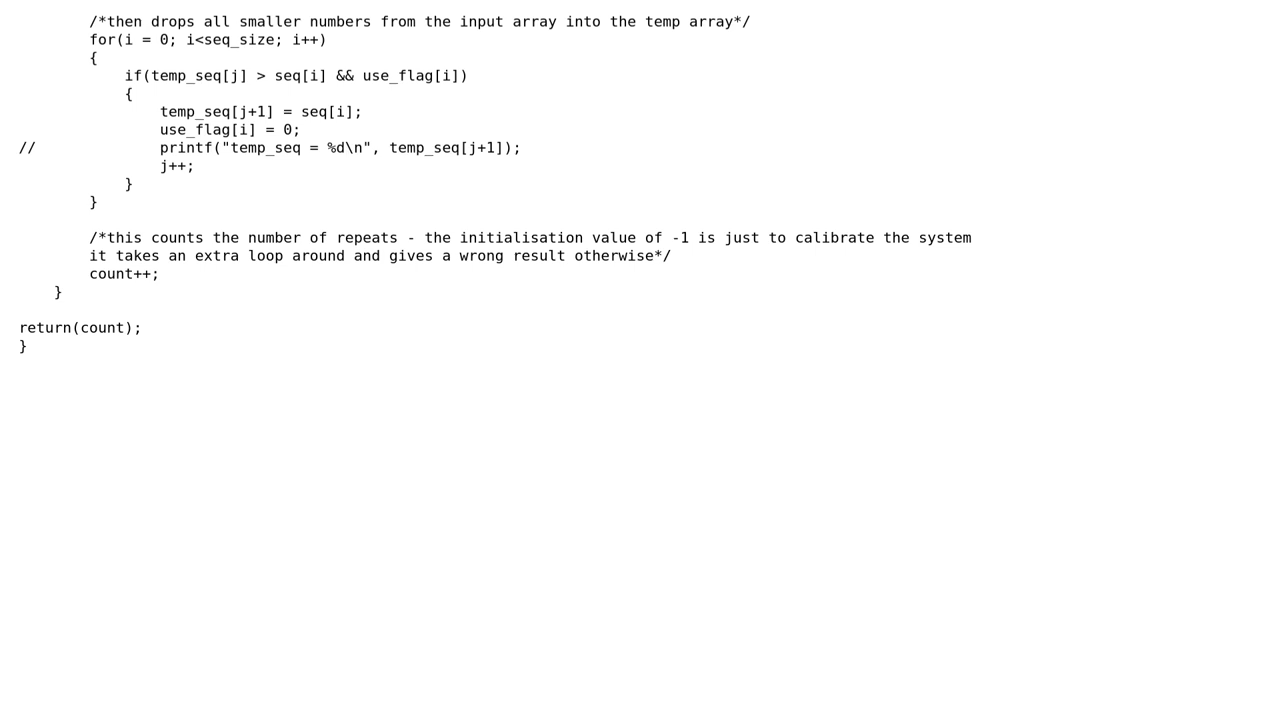 /*then drops all smaller numbers from the input array into the temp array*/
        for(i = 0; i<seq_size; i++)
        {
            if(temp_seq[j] > seq[i] && use_flag[i])
            {
                temp_seq[j+1] = seq[i];
                use_flag[i] = 0;
//              printf("temp_seq = %d\n", temp_seq[j+1]);
                j++;
            }
        }

        /*this counts the number of repeats - the initialisation value of -1 is just to calibrate the system
        it takes an extra loop around and gives a wrong result otherwise*/
        count++;
    }

return(count);
}